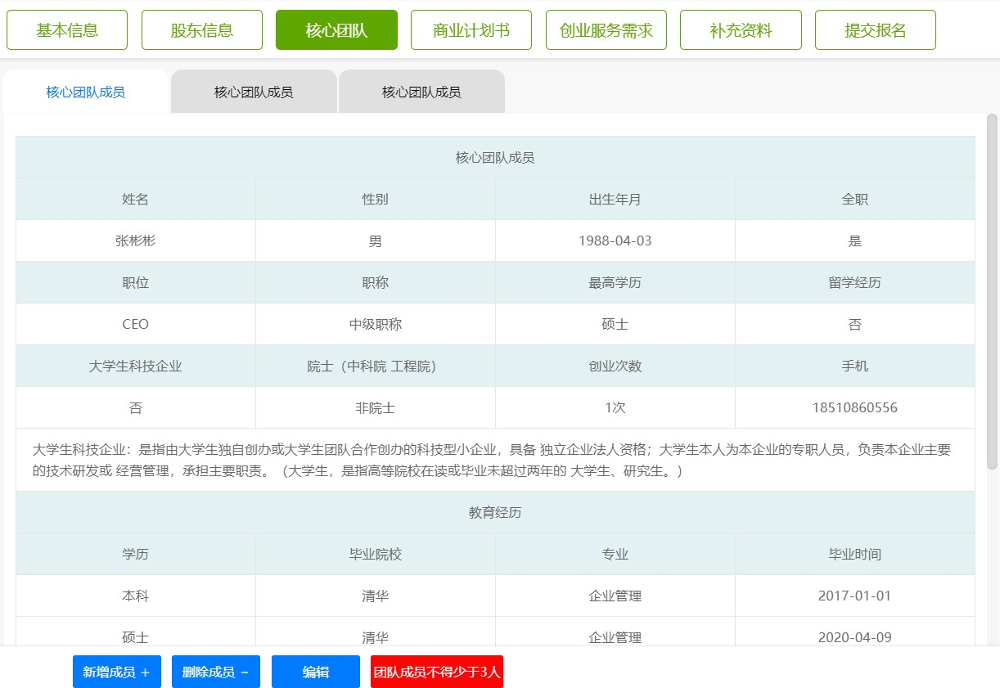 基本信息 股东信息 核心团队 商业计划书 创业服务需求 补充资料 提交报名
核心团队成员 核心团队成员 核心团队成员
核心团队成员
姓名 性别 出生年月 全职
张彬彬 男 1988-04-03 是
职位 职称 最高学历 留学经历
CEO 中级职称 硕士 否
大学生科技企业 院士（中科院 工程院） 创业次数 手机
否 非院士 1次 18510860556
大学生科技企业：是指由大学生独自创办或大学生团队合作创办的科技型小企业，具备 独立企业法人资格；大学生本人为本企业的专职人员，负责本企业主要
的技术研发或 经营管理，承担主要职责。（大学生，是指高等院校在读或毕业未超过两年的 大学生、研究生。）
教育经历
学历 毕业院校 专业 毕业时间
本科 清华 企业管理 2017-01-01
硕士 清华 企业管理 2020-04-09
新增成员 + 删除成员 − 编辑 团队成员不得少于3人